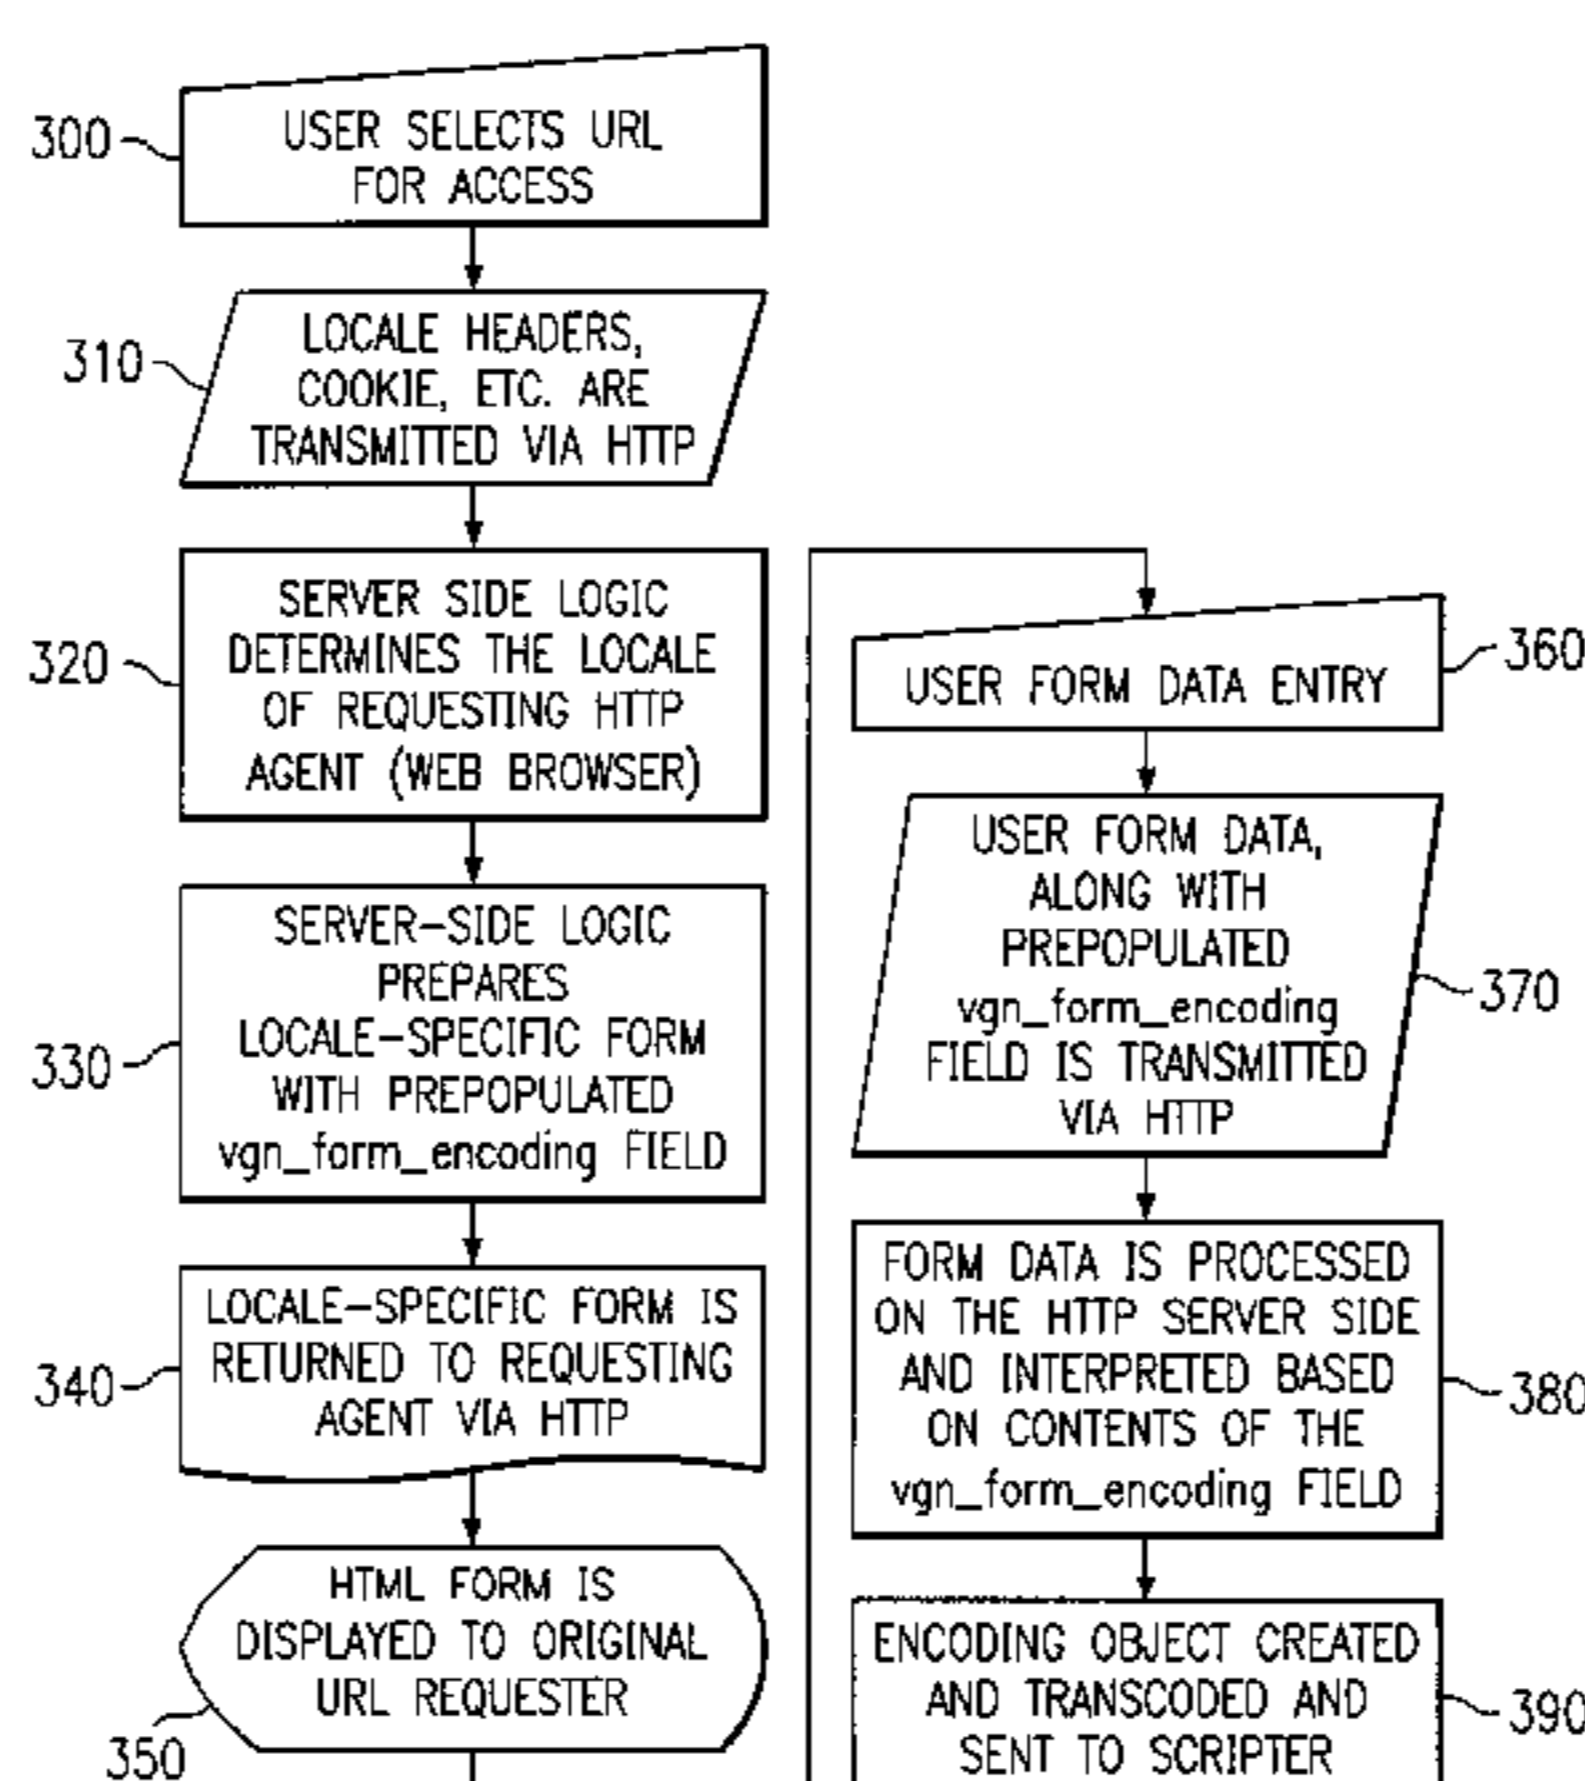 300
USER SELECTS URL
FOR ACCESS
310
LOCALE HEADERS,
COOKIE, ETC. ARE
TRANSMITTED VIA HTTP
320
SERVER SIDE LOGIC
DETERMINES THE LOCALE
OF REQUESTING HTTP
AGENT (WEB BROWSER)
330
SERVER-SIDE LOGIC
PREPARES
LOCALE-SPECIFIC FORM
WITH PREPOPULATED
vgn_form_encoding FIELD
340
LOCALE-SPECIFIC FORM IS
RETURNED TO REQUESTING
AGENT VIA HTTP
HTML FORM IS
DISPLAYED TO ORIGINAL
URL REQUESTER
350
USER FORM DATA ENTRY
360
USER FORM DATA,
ALONG WITH
PREPOPULATED
vgn_form_encoding
FIELD IS TRANSMITTED
VIA HTTP
370
FORM DATA IS PROCESSED
ON THE HTTP SERVER SIDE
AND INTERPRETED BASED
ON CONTENTS OF THE
vgn_form_encoding FIELD
380
ENCODING OBJECT CREATED
AND TRANSCODED AND
SENT TO SCRIPTER
390